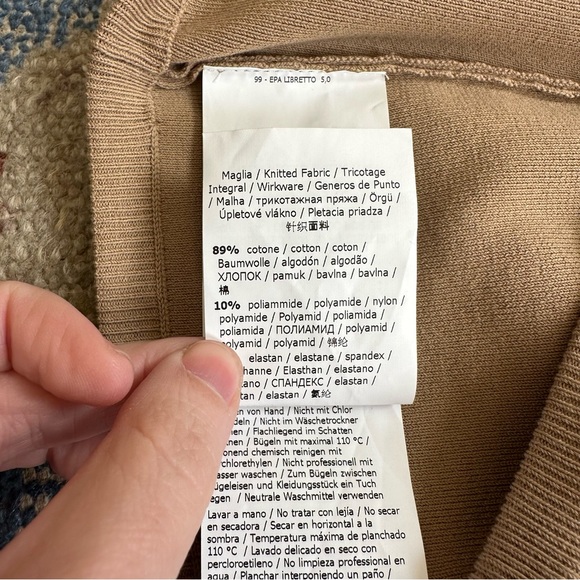 99 - EPA LIBRETTO 5,0
Maglia / Knitted Fabric / Tricotage
Integral / Wirkware / Generos de Punto
/ Malha / трикотажная пряжа / Örgü /
Úpletové vlákno / Pletacia priadza /
针织面料
89% cotone / cotton / coton /
Baumwolle / algodón / algodão /
ХЛОПОК / pamuk / bavlna / bavlna /
棉
10% poliammide / polyamide / nylon /
polyamide / Polyamid / poliamida /
poliamida / ПОЛИАМИД / polyamid /
polyamid / polyamid / 锦纶
elastan / elastane / spandex /
Elasthan / elastano /
СПАНДЕКС / elastan /
/ elastan / 氨纶
von Hand / Nicht mit Chlor
/ Nicht im Wäschetrockner
/ Flachliegend im Schatten
/ Bügeln mit maximal 110 °C /
chemisch reinigen mit
/ Nicht professionell mit
waschen / Zum Bügeln das
und Kleidungsstück ein Tuch
/ Neutrale Waschmittel verwenden
Lavar a mano / No tratar con lejía / No secar
en secadora / Secar en horizontal a la
sombra / Temperatura máxima de planchado
110 °C / Lavado delicado en seco con
percloroetileno / No limpieza profesional en
agua / Planchar interponiendo un paño /